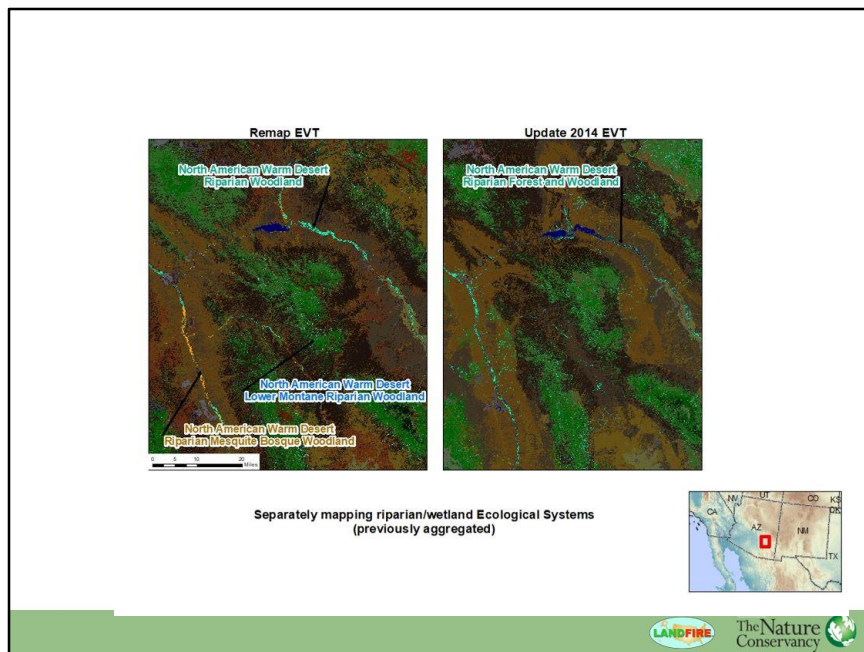 Remap EVT
Update 2014 EVT
North American Warm Desert
Riparian Woodland
North American Warm Desert
Riparian Forest and Woodland
North American Warm Desert
Lower Montane Riparian Woodland
North American Warm Desert
Riparian Mesquite Bosque Woodland
0 5 10 20
Miles
Separately mapping riparian/wetland Ecological Systems
(previously aggregated)
NV UT CO KS
CA AZ NM OK
TX
LANDFIRE
The Nature
Conservancy